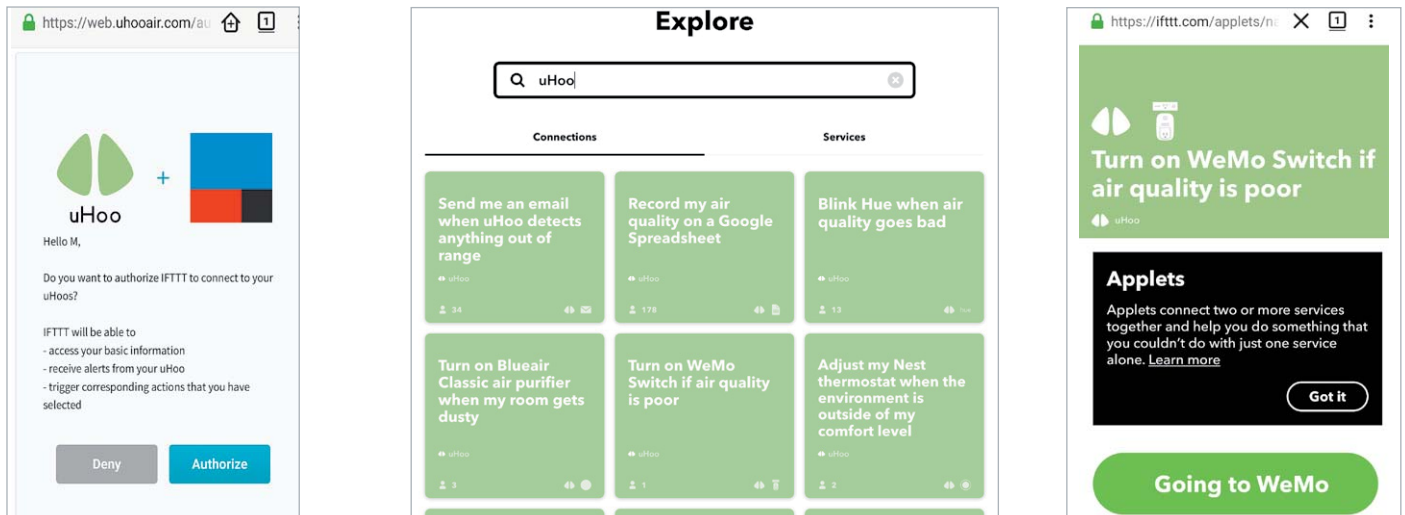 https://web.uhooair.com/au
1
uHoo
+
Hello M,
Do you want to authorize IFTTT to connect to your
uHoos?
IFTTT will be able to
- access your basic information
- receive alerts from your uHoo
- trigger corresponding actions that you have
selected
Deny
Authorize
Explore
uHoo
Connections
Services
Send me an email
when uHoo detects
anything out of
range
uHoo
34
Record my air
quality on a Google
Spreadsheet
uHoo
178
Blink Hue when air
quality goes bad
uHoo
13
Turn on Blueair
Classic air purifier
when my room gets
dusty
uHoo
3
Turn on WeMo
Switch if air quality
is poor
uHoo
1
Adjust my Nest
thermostat when the
environment is
outside of my
comfort level
uHoo
2
https://ifttt.com/applets/n
1
Turn on WeMo Switch if
air quality is poor
uHoo
Applets
Applets connect two or more services
together and help you do something that
you couldn't do with just one service
alone. Learn more
Got it
Going to WeMo